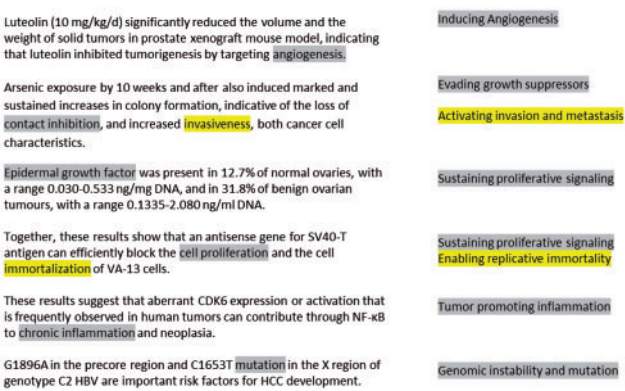 Luteolin (10 mg/kg/d) significantly reduced the volume and the
weight of solid tumors in prostate xenograft mouse model, indicating
that luteolin inhibited tumorigenesis by targeting angiogenesis.
Inducing Angiogenesis
Arsenic exposure by 10 weeks and after also induced marked and
sustained increases in colony formation, indicative of the loss of
contact inhibition, and increased invasiveness, both cancer cell
characteristics.
Evading growth suppressors
Activating invasion and metastasis
Epidermal growth factor was present in 12.7% of normal ovaries, with
a range 0.030-0.533 ng/mg DNA, and in 31.8% of benign ovarian
tumours, with a range 0.1335-2.080 ng/ml DNA.
Sustaining proliferative signaling
Together, these results show that an antisense gene for SV40-T
antigen can efficiently block the cell proliferation and the cell
immortalization of VA-13 cells.
Sustaining proliferative signaling
Enabling replicative immortality
These results suggest that aberrant CDK6 expression or activation that
is frequently observed in human tumors can contribute through NF-κB
to chronic inflammation and neoplasia.
Tumor promoting inflammation
G1896A in the precore region and C1653T mutation in the X region of
genotype C2 HBV are important risk factors for HCC development.
Genomic instability and mutation